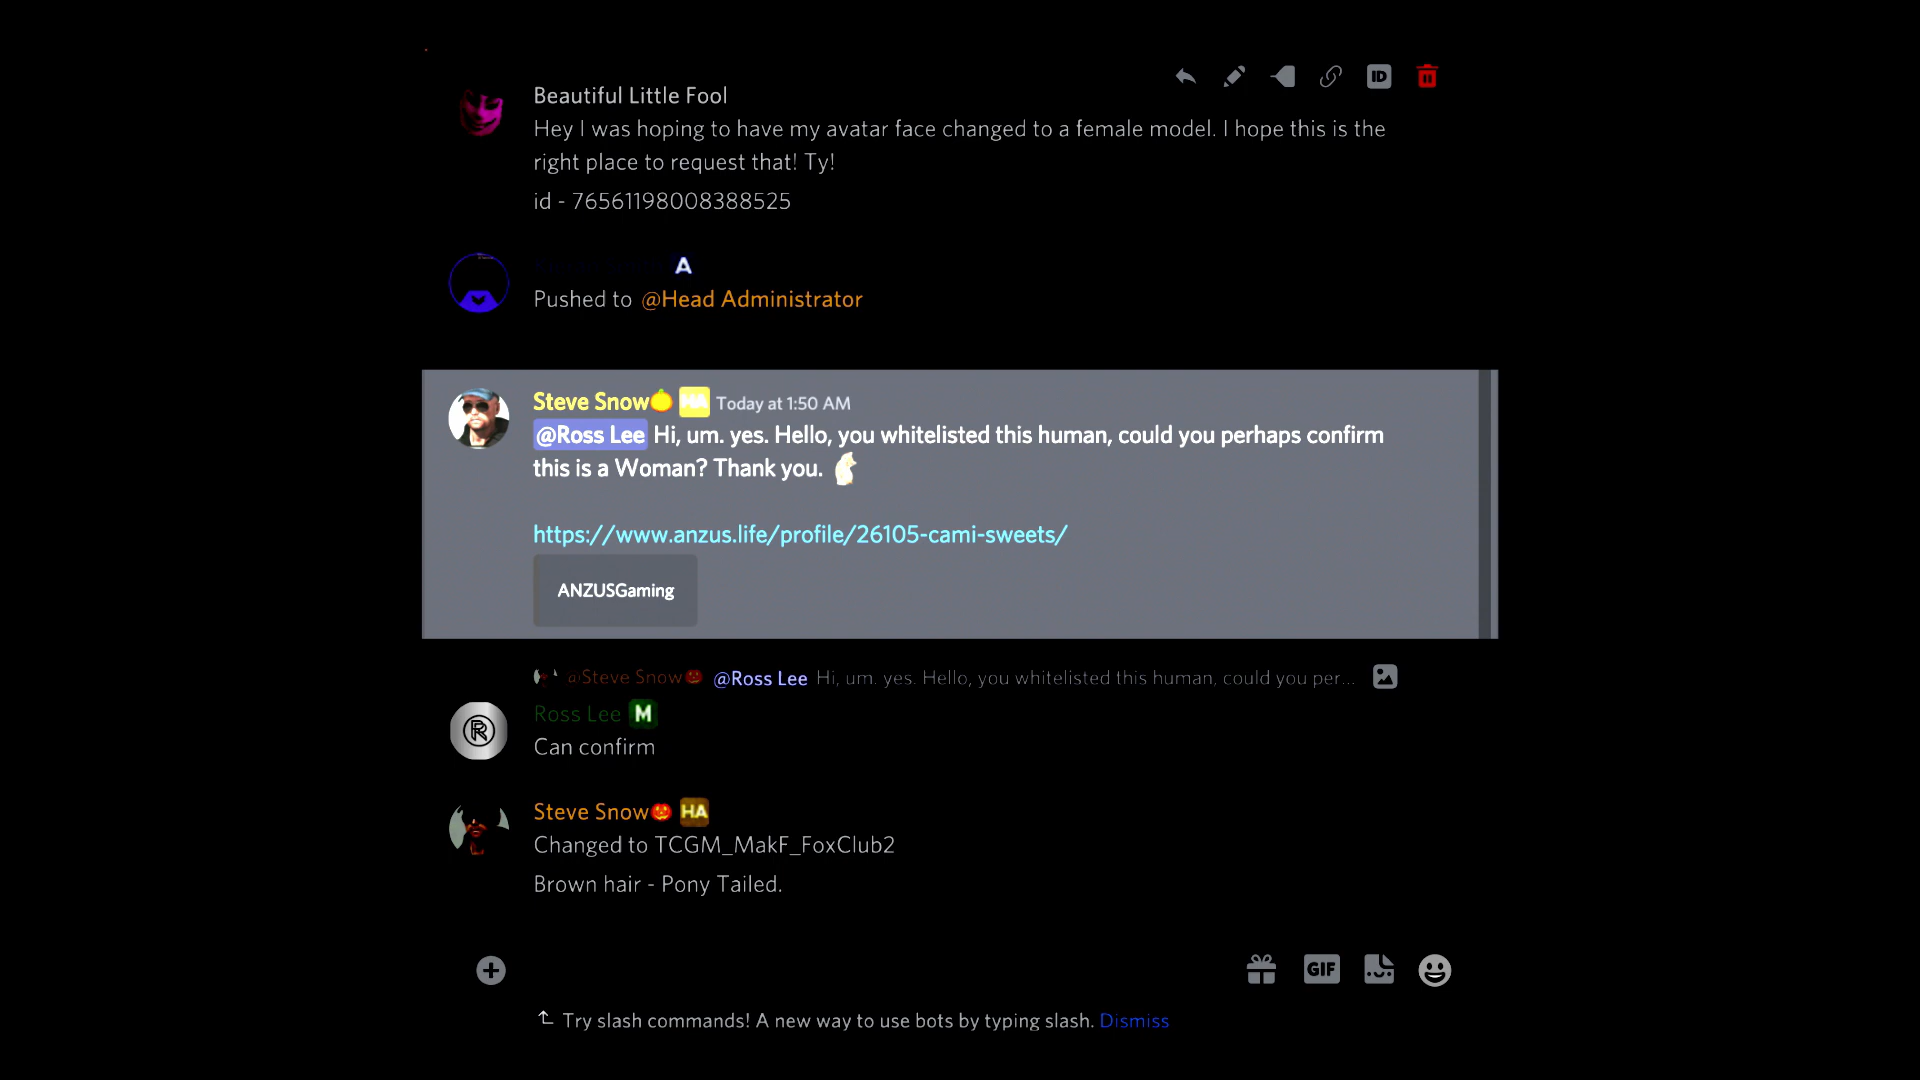 Beautiful Little Fool
Hey I was hoping to have my avatar face changed to a female model. I hope this is the
right place to request that! Ty!
id - 76561198008388525
A
Pushed to @Head Administrator
Steve Snow🎃 HA Today at 1:50 AM
@Ross Lee Hi, um. yes. Hello, you whitelisted this human, could you perhaps confirm
this is a Woman? Thank you.
https://www.anzus.life/profile/26105-cami-sweets/
ANZUSGaming
@Steve Snow🎃 @Ross Lee Hi, um. yes. Hello, you whitelisted this human, could you per...
Ross Lee M
Can confirm
Steve Snow🎃 HA
Changed to TCGM_MakF_FoxClub2
Brown hair - Pony Tailed.
GIF
Try slash commands! A new way to use bots by typing slash. Dismiss
ID